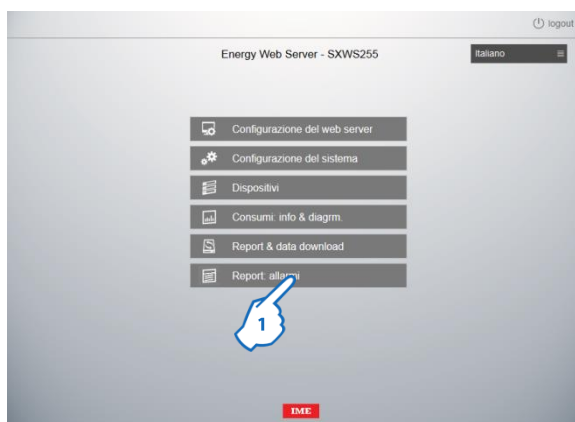 logout
Energy Web Server - SXWS255
Italiano
Configurazione del web server
Configurazione del sistema
Dispositivi
Consumi: info & diagrm.
Report & data download
Report: allarmi
1
IME